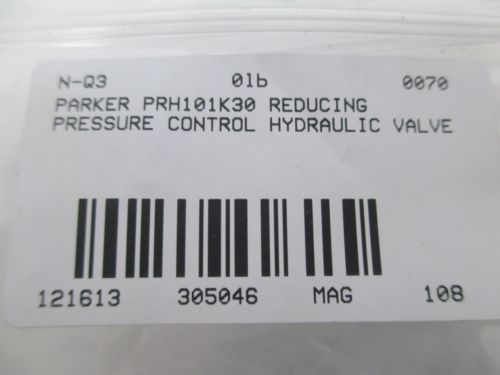 N-Q3 0lb 0070
PARKER PRH101K30 REDUCING
PRESSURE CONTROL HYDRAULIC VALVE
121613 305046 MAG 108